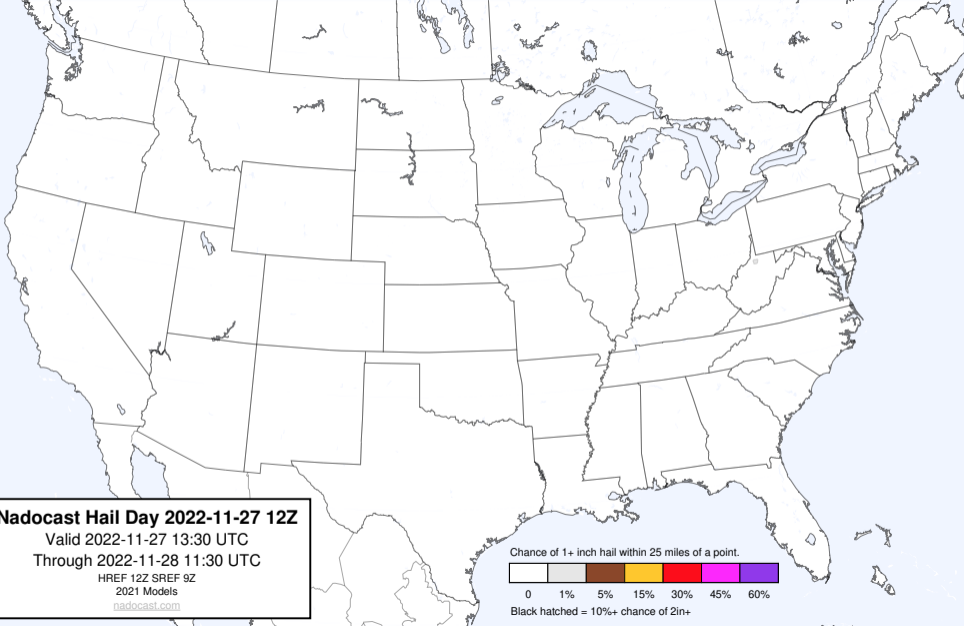 Nadocast Hail Day 2022-11-27 12Z
Valid 2022-11-27 13:30 UTC
Through 2022-11-28 11:30 UTC
HREF 12Z SREF 9Z
2021 Models
nadocast.com
Chance of 1+ inch hail within 25 miles of a point.
0 1% 5% 15% 30% 45% 60%
Black hatched = 10%+ chance of 2in+